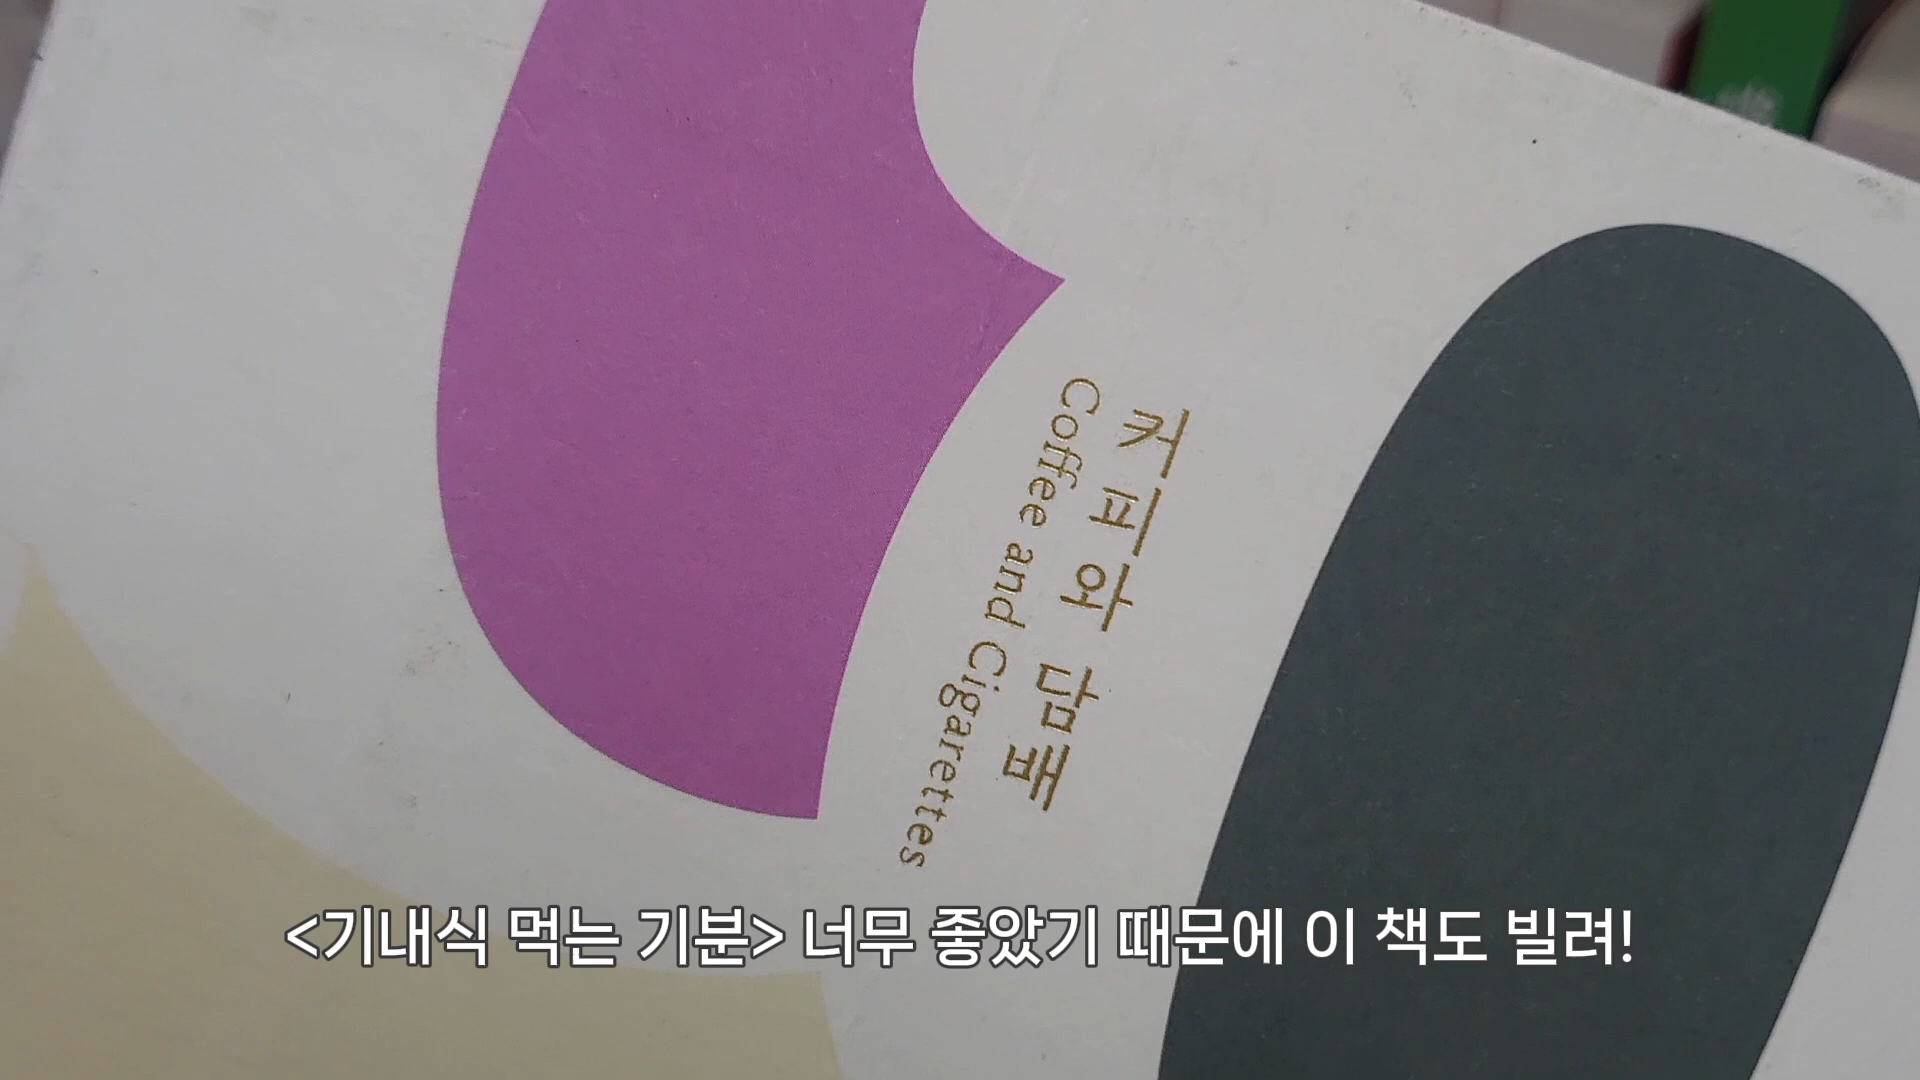 커피와 담배
Coffee and Cigarettes
<기내식 먹는 기분> 너무 좋았기 때문에 이 책도 빌려!